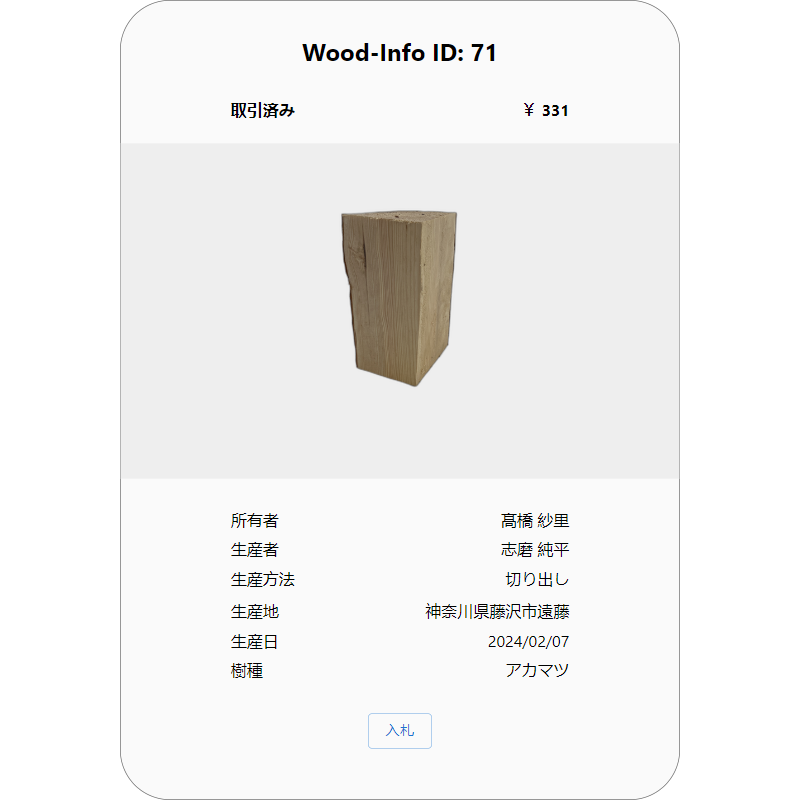 Wood-Info ID: 71
取引済み ￥ 331
所有者 髙橋 紗里
生産者 志磨 純平
生産方法 切り出し
生産地 神奈川県藤沢市遠藤
生産日 2024/02/07
樹種 アカマツ
入札